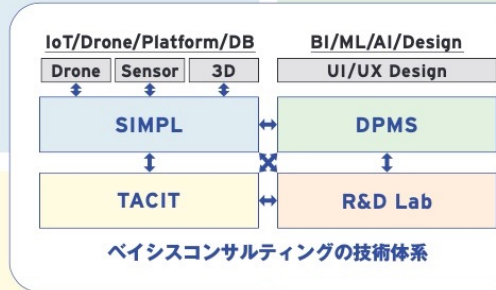 IoT/Drone/Platform/DB
BI/ML/AI/Design
Drone
Sensor
3D
UI/UX Design
SIMPL
DPMS
TACIT
R&D Lab
ベイシスコンサルティングの技術体系